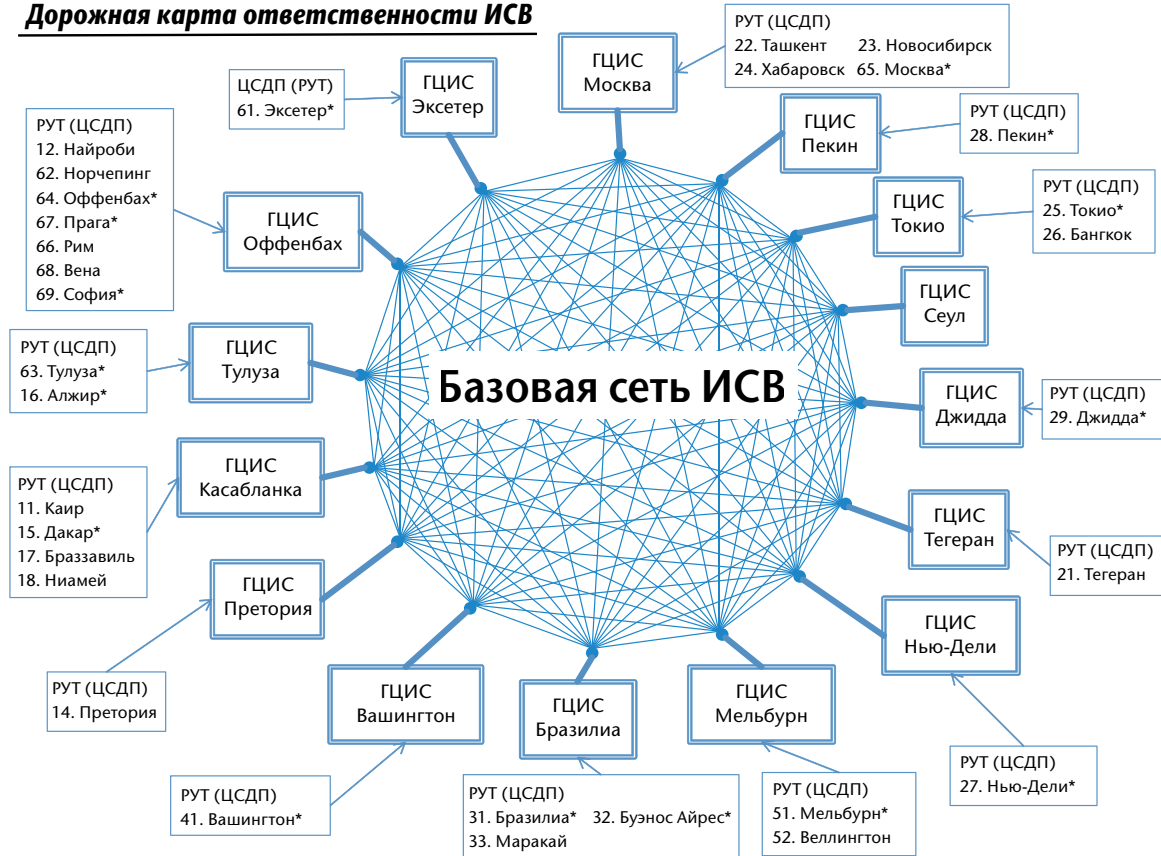 Дорожная карта ответственности ИСВ
РУТ (ЦСДП)
22. Ташкент 23. Новосибирск
24. Хабаровск 65. Москва*
ГЦИС
Москва
ГЦИС
Эксетер
ЦСДП (РУТ)
61. Эксетер*
ГЦИС
Пекин
РУТ (ЦСДП)
28. Пекин*
РУТ (ЦСДП)
12. Найроби
62. Норчепинг
64. Оффенбах*
67. Прага*
66. Рим
68. Вена
69. София*
ГЦИС
Оффенбах
ГЦИС
Токио
РУТ (ЦСДП)
25. Токио*
26. Бангкок
ГЦИС
Сеул
РУТ (ЦСДП)
63. Тулуза*
16. Алжир*
ГЦИС
Тулуза
Базовая сеть ИСВ
ГЦИС
Джидда
РУТ (ЦСДП)
29. Джидда*
РУТ (ЦСДП)
11. Каир
15. Дакар*
17. Браззавиль
18. Ниамей
ГЦИС
Касабланка
ГЦИС
Тегеран
РУТ (ЦСДП)
21. Тегеран
ГЦИС
Претория
РУТ (ЦСДП)
14. Претория
ГЦИС
Нью-Дели
РУТ (ЦСДП)
27. Нью-Дели*
ГЦИС
Вашингтон
РУТ (ЦСДП)
41. Вашингтон*
ГЦИС
Бразилиа
РУТ (ЦСДП)
31. Бразилиа* 32. Буэнос Айрес*
33. Маракай
ГЦИС
Мельбурн
РУТ (ЦСДП)
51. Мельбурн*
52. Веллингтон